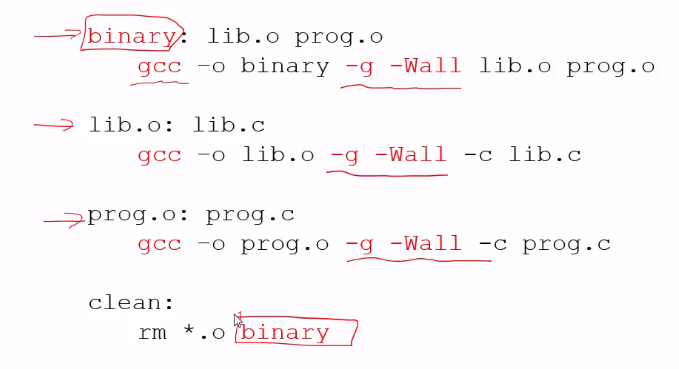 binary: lib.o prog.o
gcc -o binary -g -Wall lib.o prog.o
lib.o: lib.c
gcc -o lib.o -g -Wall -c lib.c
prog.o: prog.c
gcc -o prog.o -g -Wall -c prog.c
clean:
rm *.o binary